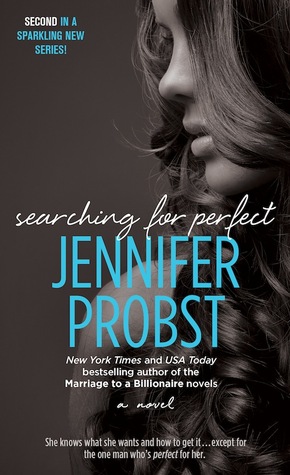 SECOND IN A
SPARKLING NEW
SERIES!
searching for perfect
JENNIFER
PROBST
New York Times and USA Today
bestselling author of the
Marriage to a Billionaire novels
a novel
She knows what she wants and how to get it…except for
the one man who's perfect for her.